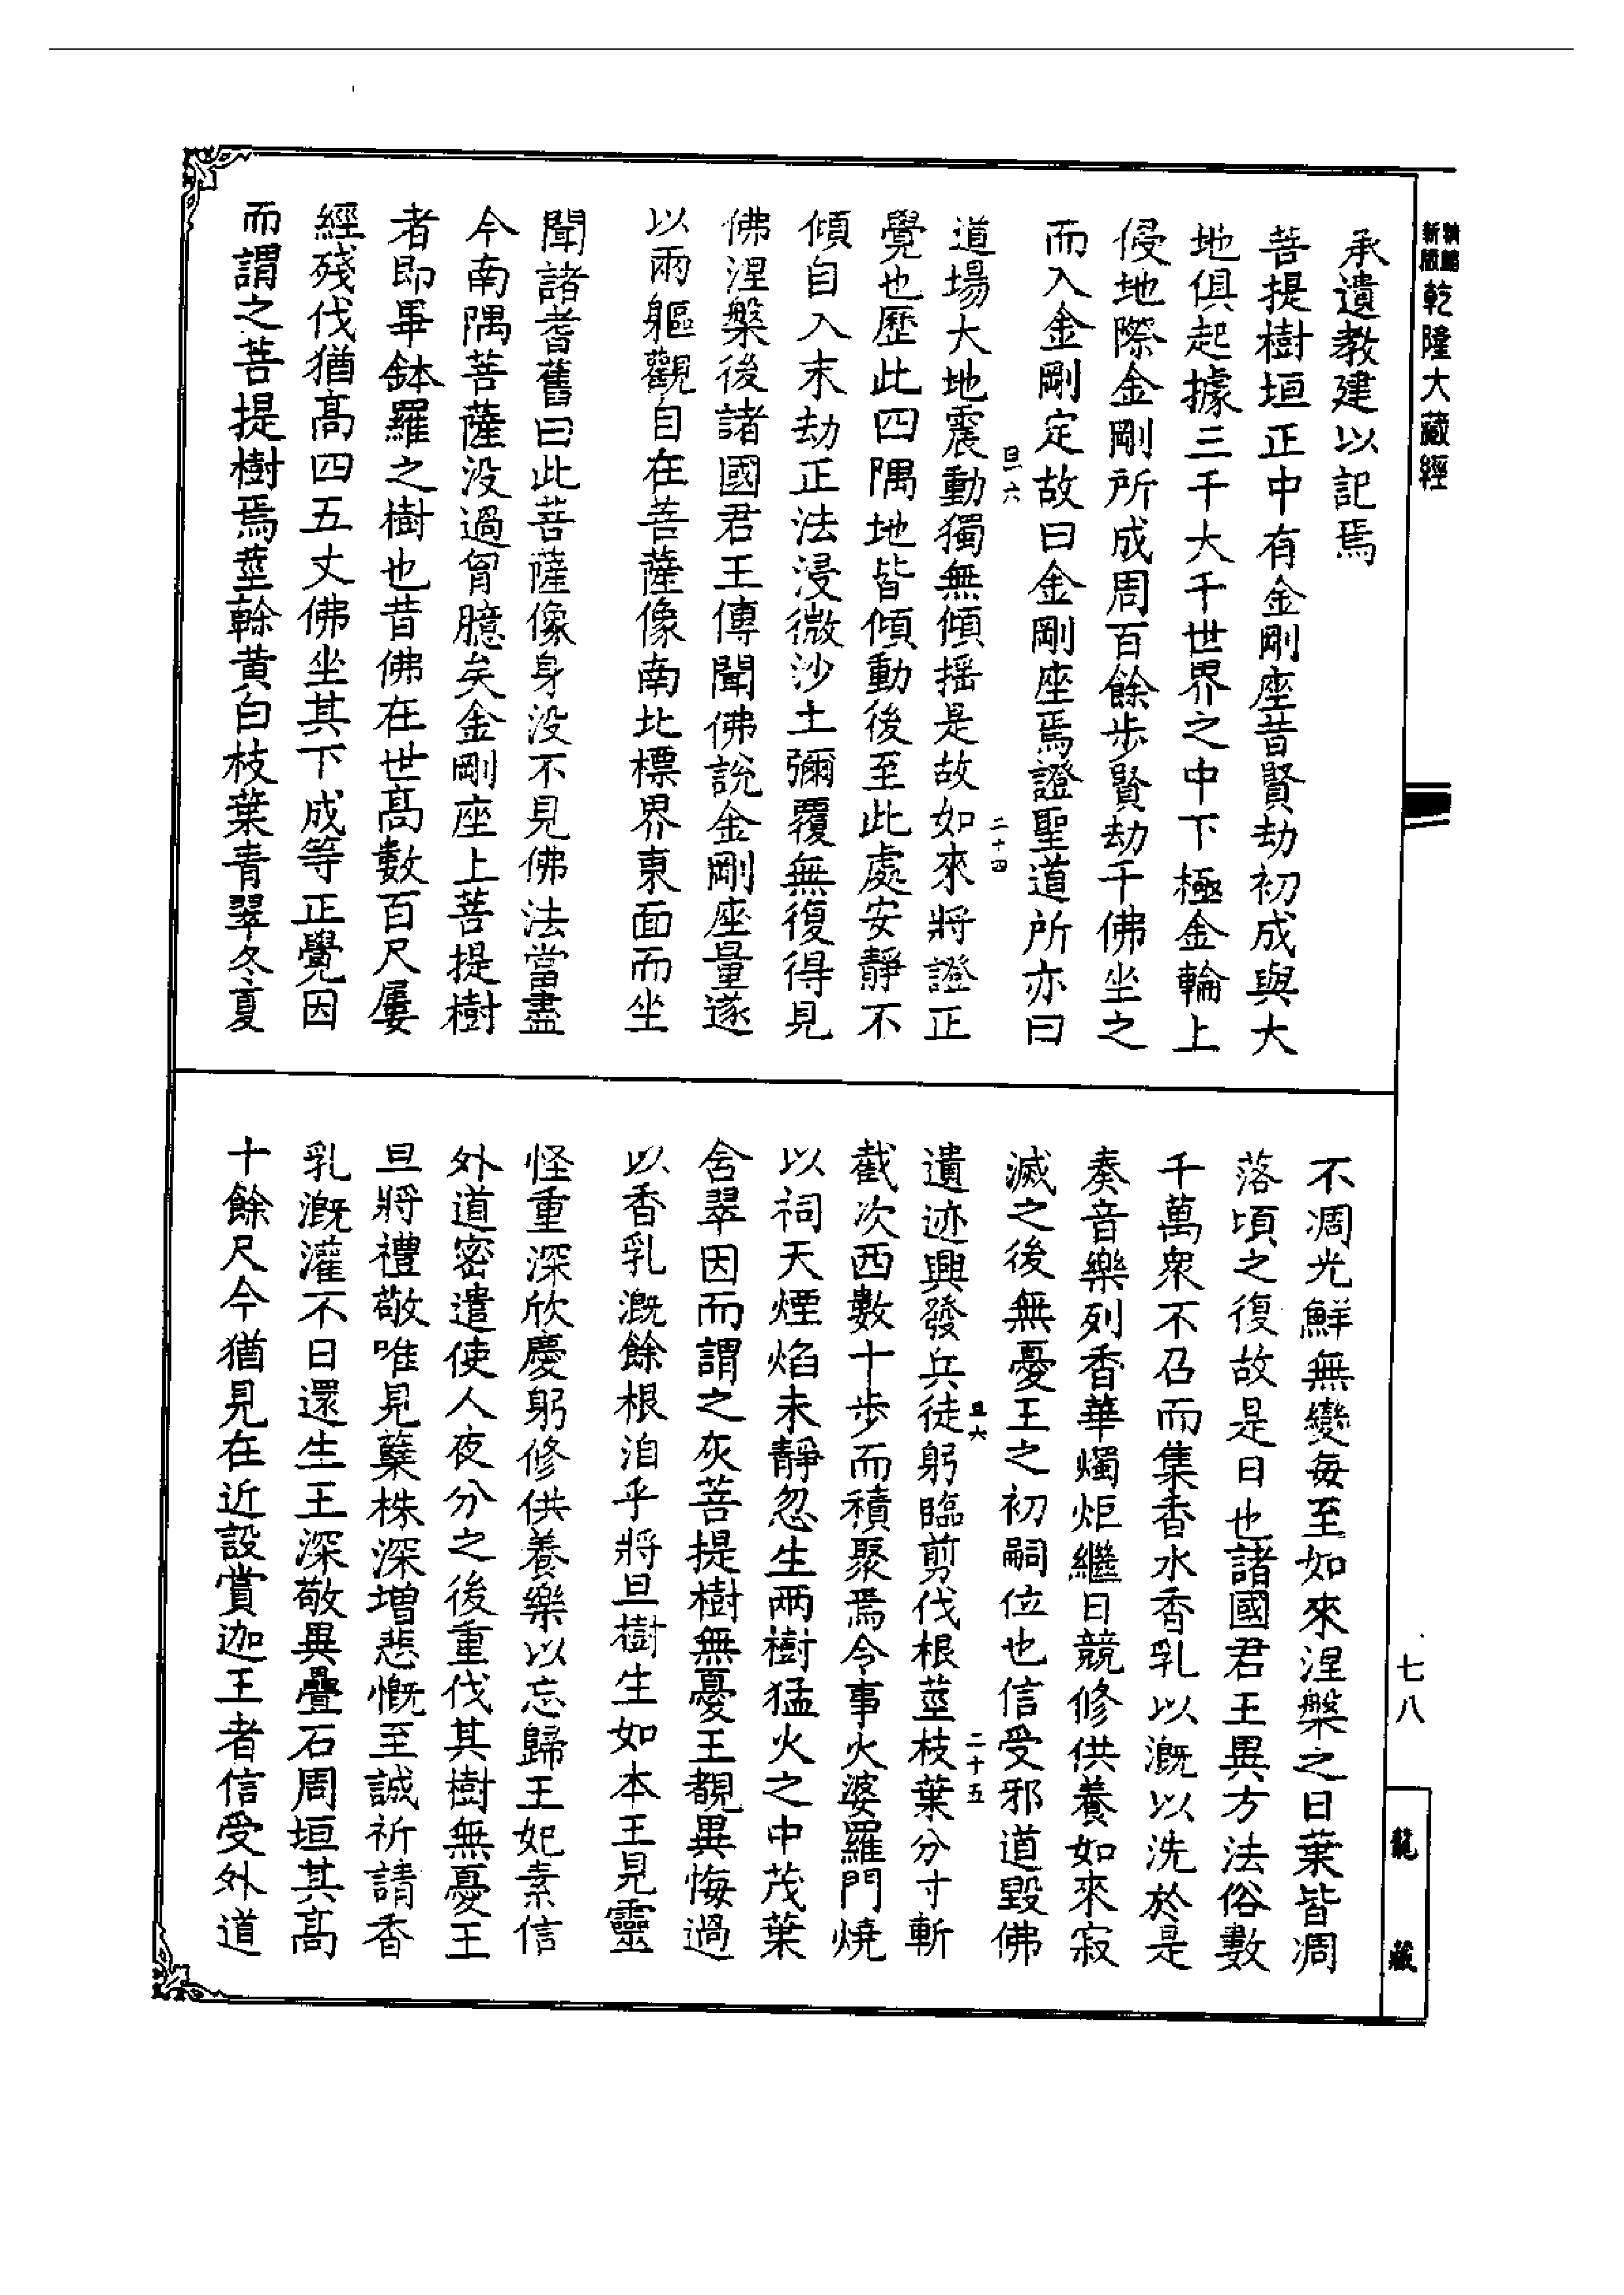 新版
乾隆大藏經
承遺教建以記焉
菩提樹垣正中有金剛座昔賢劫初成與大
地俱起據三千大千世界之中下極金輪上
侵地際金剛所成周百餘步賢劫千佛坐之
而入金剛定故曰金剛座焉證聖道所亦曰
旦六
二十四
道場大地震動獨無傾搖是故如來將證正
覺也歷此四隅地皆傾動後至此處安靜不
傾自入末劫正法浸微沙土彌覆無復得見
佛涅槃後諸國君王傳聞佛說金剛座量遂
以兩軀觀自在菩薩像南北標界東面而坐
聞諸耆舊曰此菩薩像身没不見佛法當盡
今南隅菩薩没過胷臆矣金剛座上菩提樹
者即畢鉢羅之樹也昔佛在世高數百尺屢
經殘伐猶高四五丈佛坐其下成等正覺因
而謂之菩提樹焉莖榦黃白枝葉青翠冬夏
不凋光鮮無變每至如來涅槃之日葉皆凋
落頃之復故是日也諸國君王異方法俗數
千萬衆不召而集香水香乳以漑以洗於是
奏音樂列香華燭炬繼日競修供養如來寂
滅之後無憂王之初嗣位也信受邪道毀佛
旦六
二十五
遺迹興發兵徒躬臨剪伐根莖枝葉分寸斬
截次西數十步而積聚焉令事火婆羅門燒
以祠天煙焰未靜忽生兩樹猛火之中茂葉
含翠因而謂之灰菩提樹無憂王覩異悔過
以香乳漑餘根洎乎將旦樹生如本王見靈
怪重深欣慶躬修供養樂以忘歸王妃素信
外道密遣使人夜分之後重伐其樹無憂王
旦將禮敬唯見蘖株深增悲慨至誠祈請香
乳漑灌不日還生王深敬異疊石周垣其高
十餘尺今猶見在近設賞迦王者信受外道
七八
龍藏